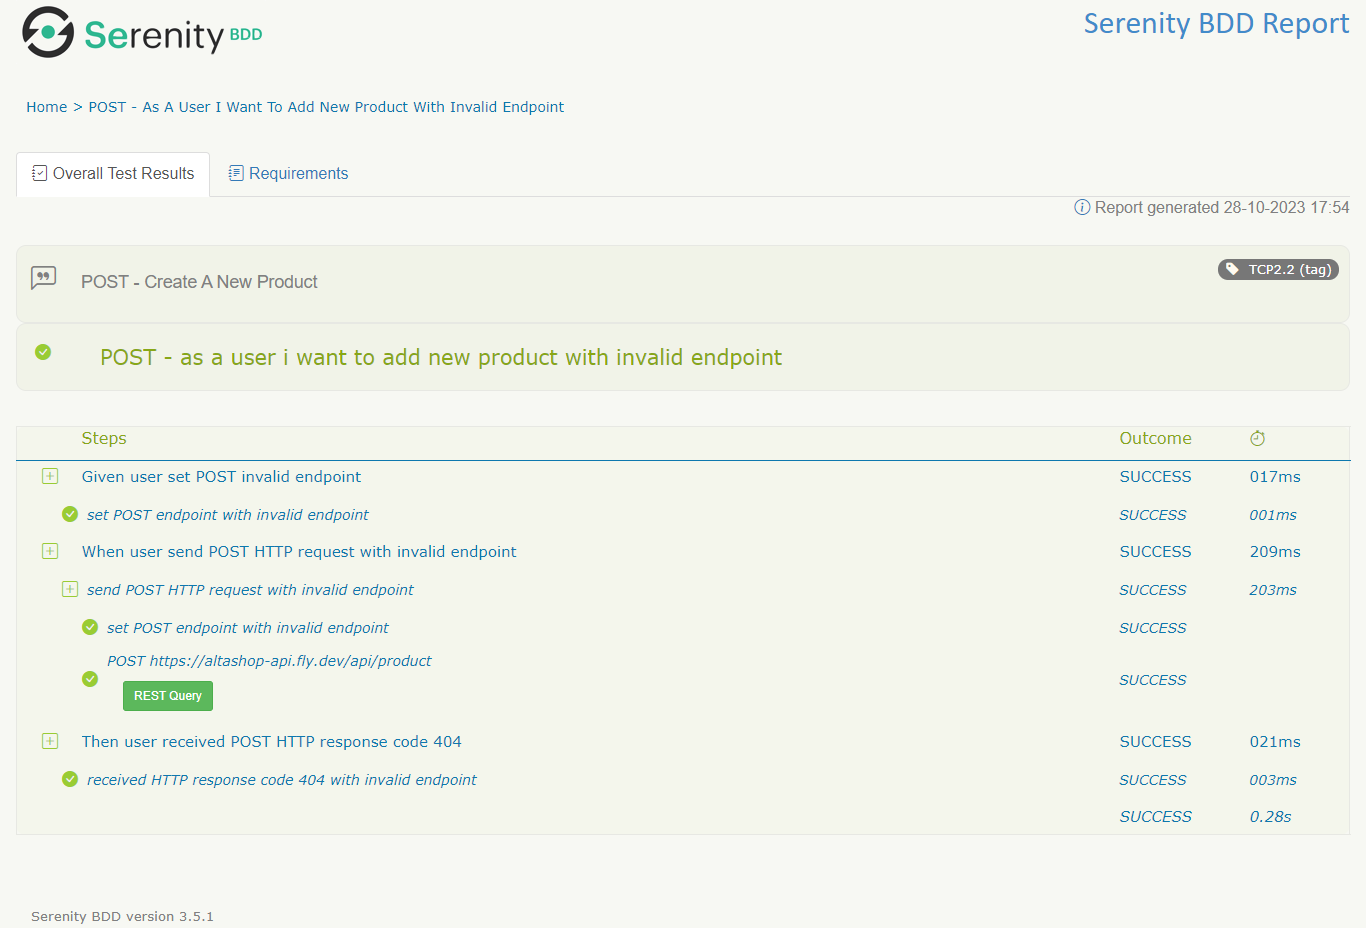 Serenity BDD
Serenity BDD Report
Home > POST - As A User I Want To Add New Product With Invalid Endpoint
Overall Test Results
Requirements
Report generated 28-10-2023 17:54
POST - Create A New Product
TCP2.2 (tag)
POST - as a user i want to add new product with invalid endpoint
Steps Outcome
Given user set POST invalid endpoint SUCCESS 017ms
set POST endpoint with invalid endpoint SUCCESS 001ms
When user send POST HTTP request with invalid endpoint SUCCESS 209ms
send POST HTTP request with invalid endpoint SUCCESS 203ms
set POST endpoint with invalid endpoint SUCCESS
POST https://altashop-api.fly.dev/api/product
SUCCESS
REST Query
Then user received POST HTTP response code 404 SUCCESS 021ms
received HTTP response code 404 with invalid endpoint SUCCESS 003ms
SUCCESS 0.28s
Serenity BDD version 3.5.1